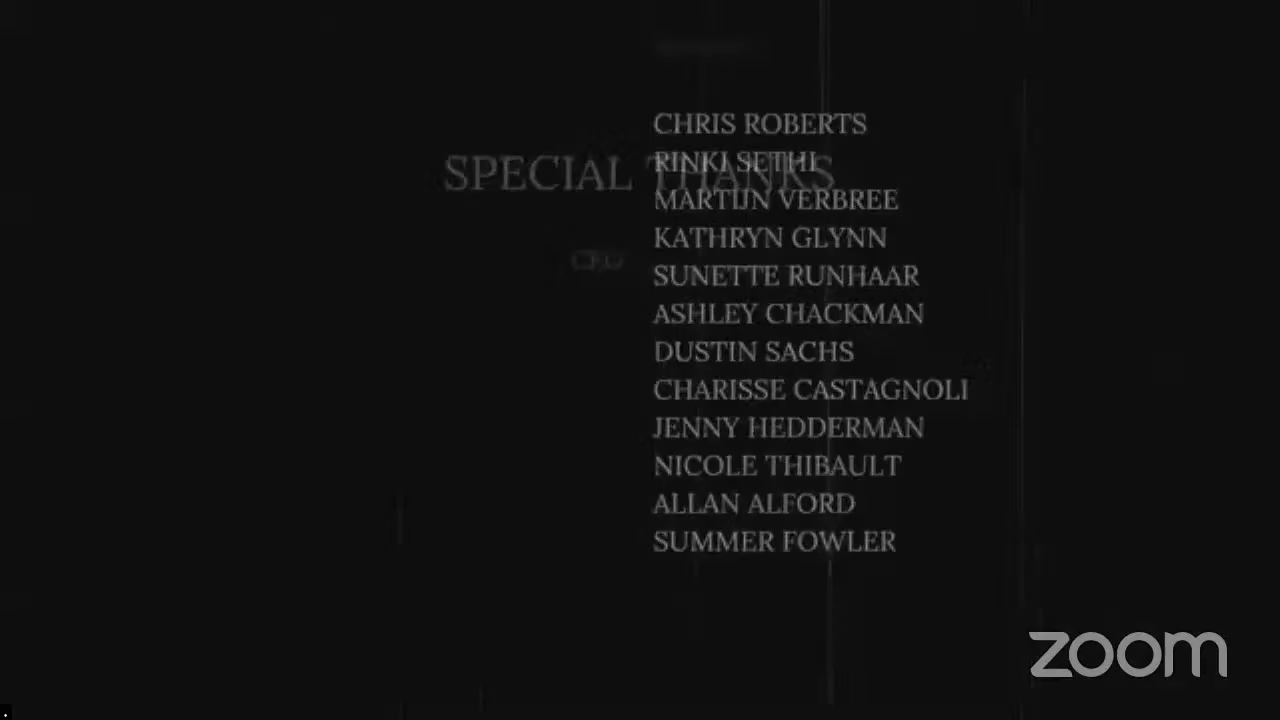 CHRIS ROBERTS
SPECIAL THANKS
RINKI SETHI
MARTIJN VERBREE
KATHRYN GLYNN
SUNETTE RUNHAAR
ASHLEY CHACKMAN
DUSTIN SACHS
CHARISSE CASTAGNOLI
JENNY HEDDERMAN
NICOLE THIBAULT
ALLAN ALFORD
SUMMER FOWLER
zoom